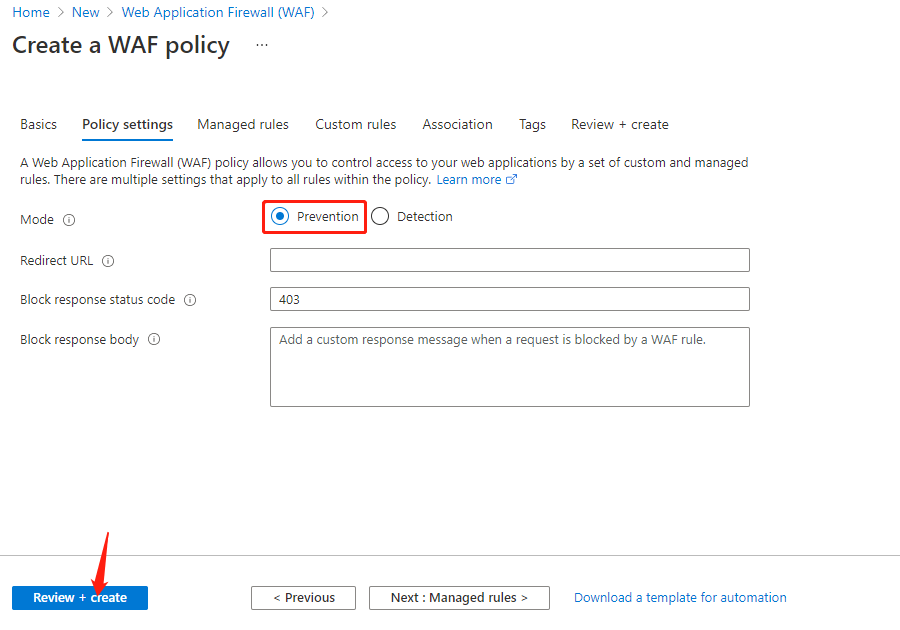 Home > New > Web Application Firewall (WAF) >
Create a WAF policy ...
Basics Policy settings Managed rules Custom rules Association Tags Review + create
A Web Application Firewall (WAF) policy allows you to control access to your web applications by a set of custom and managed
rules. There are multiple settings that apply to all rules within the policy. Learn more
Mode Prevention Detection
Redirect URL
Block response status code 403
Block response body Add a custom response message when a request is blocked by a WAF rule.
Review + create < Previous Next : Managed rules > Download a template for automation